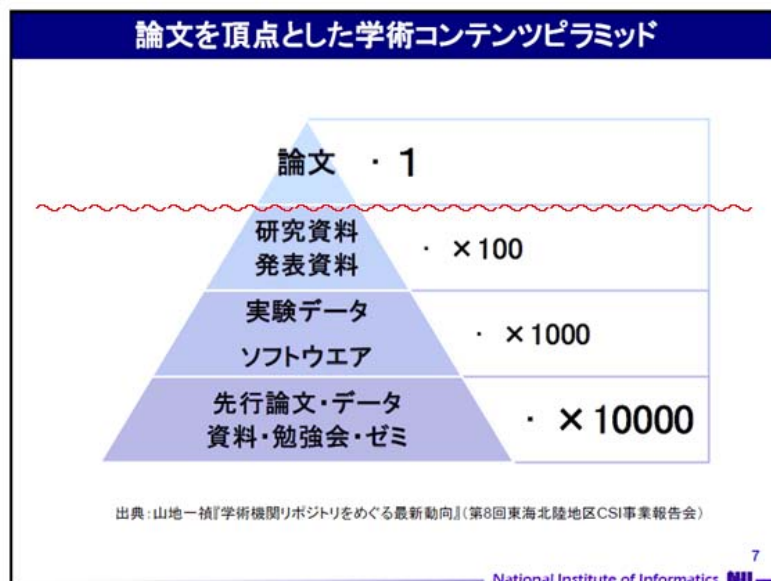 論文を頂点とした学術コンテンツピラミッド
論文 ・ 1
研究資料
発表資料
・ ×100
実験データ
ソフトウエア
・ ×1000
先行論文・データ
資料・勉強会・ゼミ
・ ×10000
出典:山地一禎『学術機関リポジトリをめぐる最新動向』(第8回東海北陸地区CSI事業報告会)
7
National Institute of Informatics NII